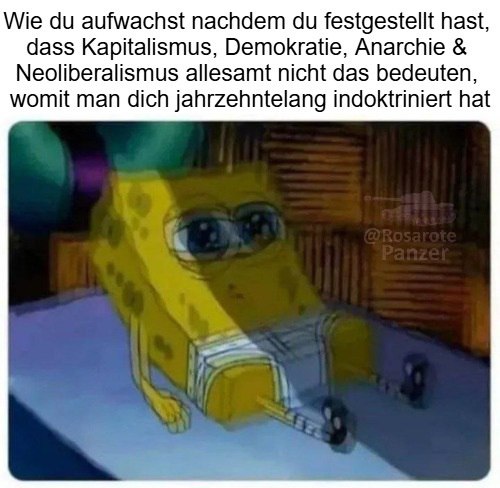 Wie du aufwachst nachdem du festgestellt hast,
dass Kapitalismus, Demokratie, Anarchie &
Neoliberalismus allesamt nicht das bedeuten,
womit man dich jahrzehntelang indoktriniert hat
@Rosarote
Panzer